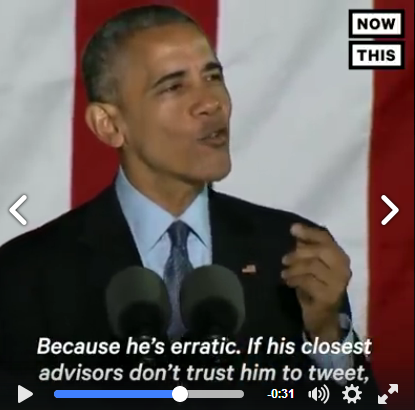 NOW
THIS
Because he's erratic. If his closest
advisors don't trust him to tweet,
-0:31